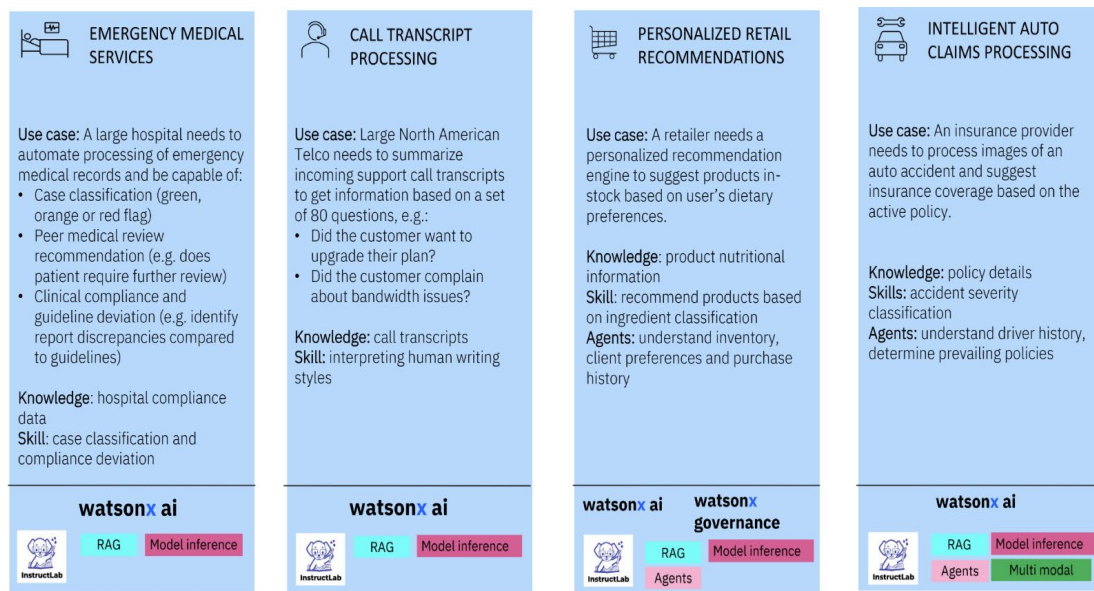 EMERGENCY MEDICAL
SERVICES
Use case: A large hospital needs to
automate processing of emergency
medical records and be capable of:
• Case classification (green,
orange or red flag)
• Peer medical review
recommendation (e.g. does
patient require further review)
• Clinical compliance and
guideline deviation (e.g. identify
report discrepancies compared
to guidelines)
Knowledge: hospital compliance
data
Skill: case classification and
compliance deviation
watsonx ai
InstructLab
RAG
Model inference
CALL TRANSCRIPT
PROCESSING
Use case: Large North American
Telco needs to summarize
incoming support call transcripts
to get information based on a set
of 80 questions, e.g.:
• Did the customer want to
upgrade their plan?
• Did the customer complain
about bandwidth issues?
Knowledge: call transcripts
Skill: interpreting human writing
styles
watsonx ai
InstructLab
RAG
Model inference
PERSONALIZED RETAIL
RECOMMENDATIONS
Use case: A retailer needs a
personalized recommendation
engine to suggest products in-
stock based on user's dietary
preferences.
Knowledge: product nutritional
information
Skill: recommend products based
on ingredient classification
Agents: understand inventory,
client preferences and purchase
history
watsonx ai
watsonx
governance
InstructLab
RAG
Model inference
Agents
INTELLIGENT AUTO
CLAIMS PROCESSING
Use case: An insurance provider
needs to process images of an
auto accident and suggest
insurance coverage based on the
active policy.
Knowledge: policy details
Skills: accident severity
classification
Agents: understand driver history,
determine prevailing policies
watsonx ai
InstructLab
RAG
Model inference
Agents
Multi modal